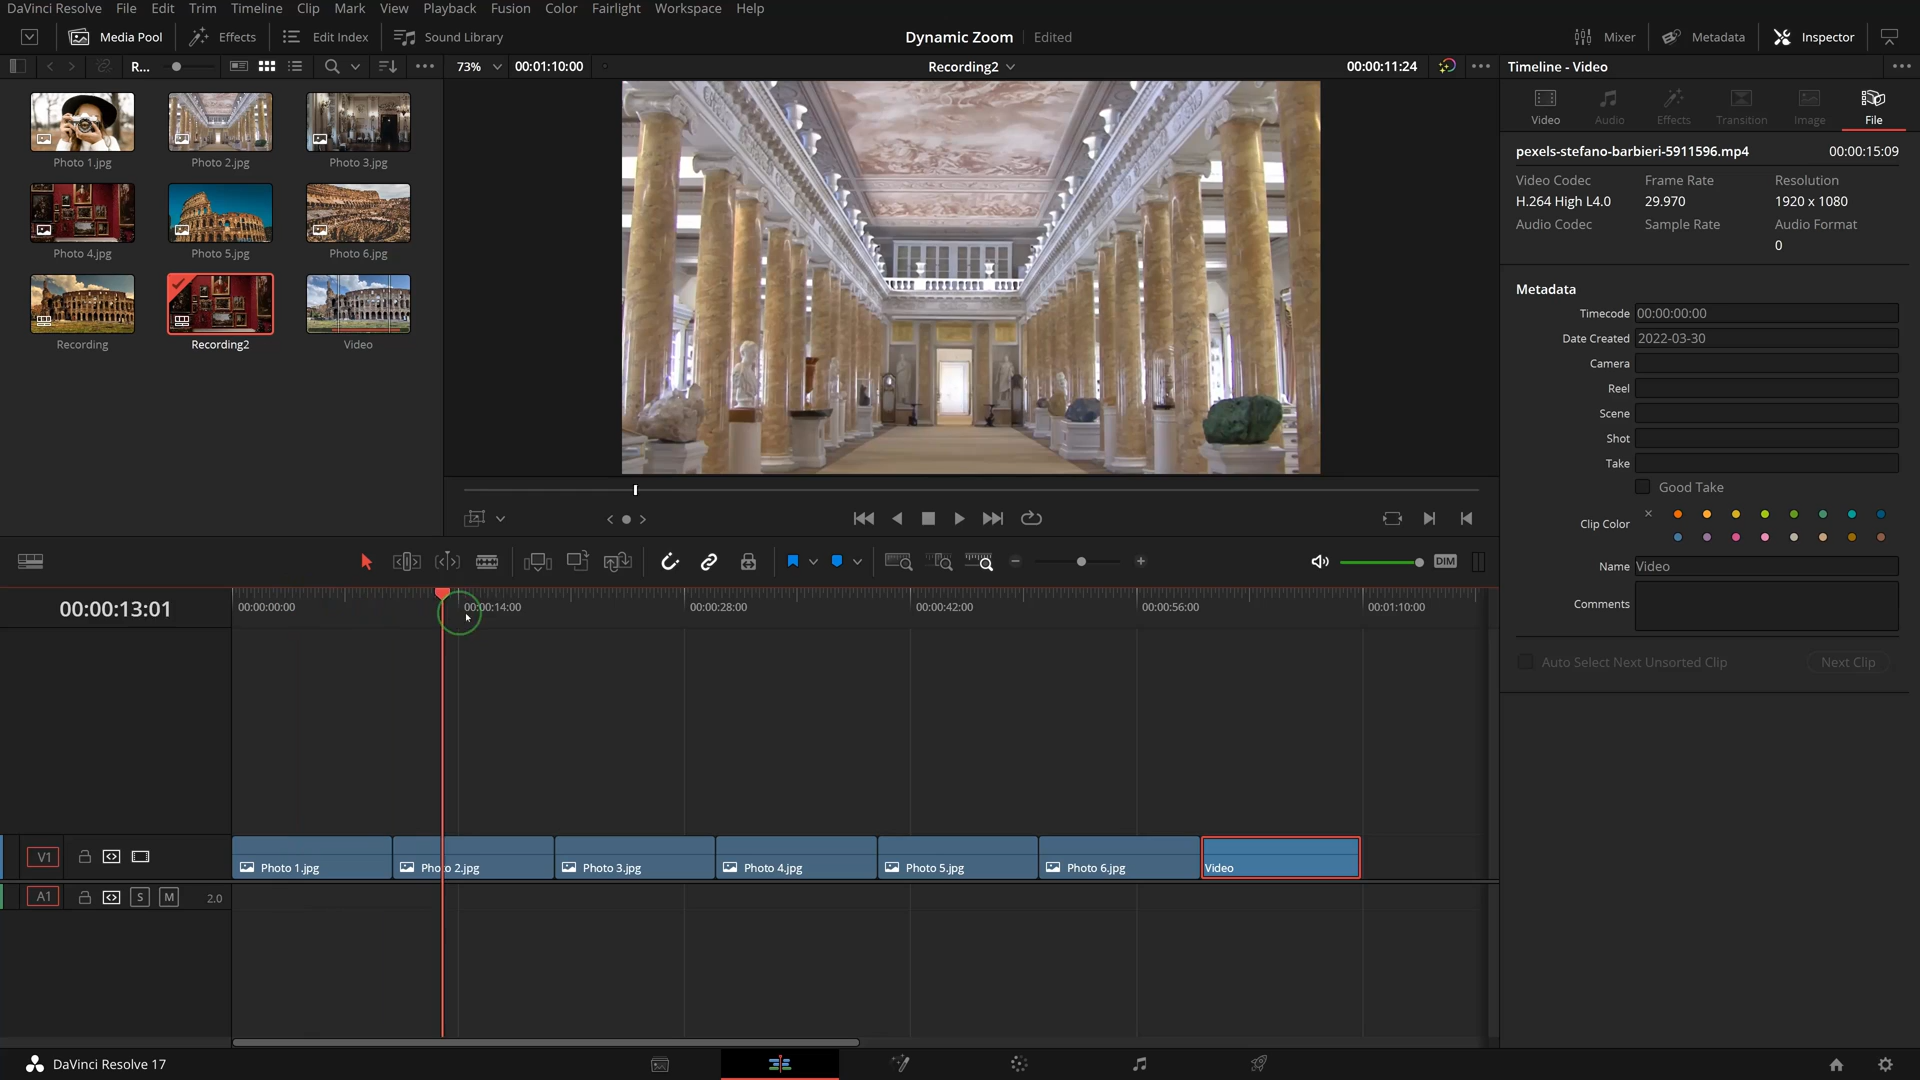 DaVinci Resolve File Edit Trim Timeline Clip Mark View Playback Fusion Color Fairlight Workspace Help
Media Pool Effects Edit Index Sound Library Dynamic Zoom Edited Mixer Metadata Inspector
R... 73% 00:01:10:00 Recording2 00:00:11:24 Timeline - Video
Video Audio Effects Transition Image File
pexels-stefano-barbieri-5911596.mp4 00:00:15:09
Video Codec Frame Rate Resolution
H.264 High L4.0 29.970 1920 x 1080
Audio Codec Sample Rate Audio Format
0
Metadata
Timecode 00:00:00:00
Date Created 2022-03-30
Camera
Reel
Scene
Shot
Take
Good Take
Clip Color
Name Video
Comments
Auto Select Next Unsorted Clip Next Clip
Photo 1.jpg Photo 2.jpg Photo 3.jpg
Photo 4.jpg Photo 5.jpg Photo 6.jpg
Recording Recording2 Video
DIM
00:00:13:01 00:00:00:00 00:00:14:00 00:00:28:00 00:00:42:00 00:00:56:00 00:01:10:00
V1 Photo 1.jpg Photo 2.jpg Photo 3.jpg Photo 4.jpg Photo 5.jpg Photo 6.jpg Video
A1 S M 2.0
DaVinci Resolve 17